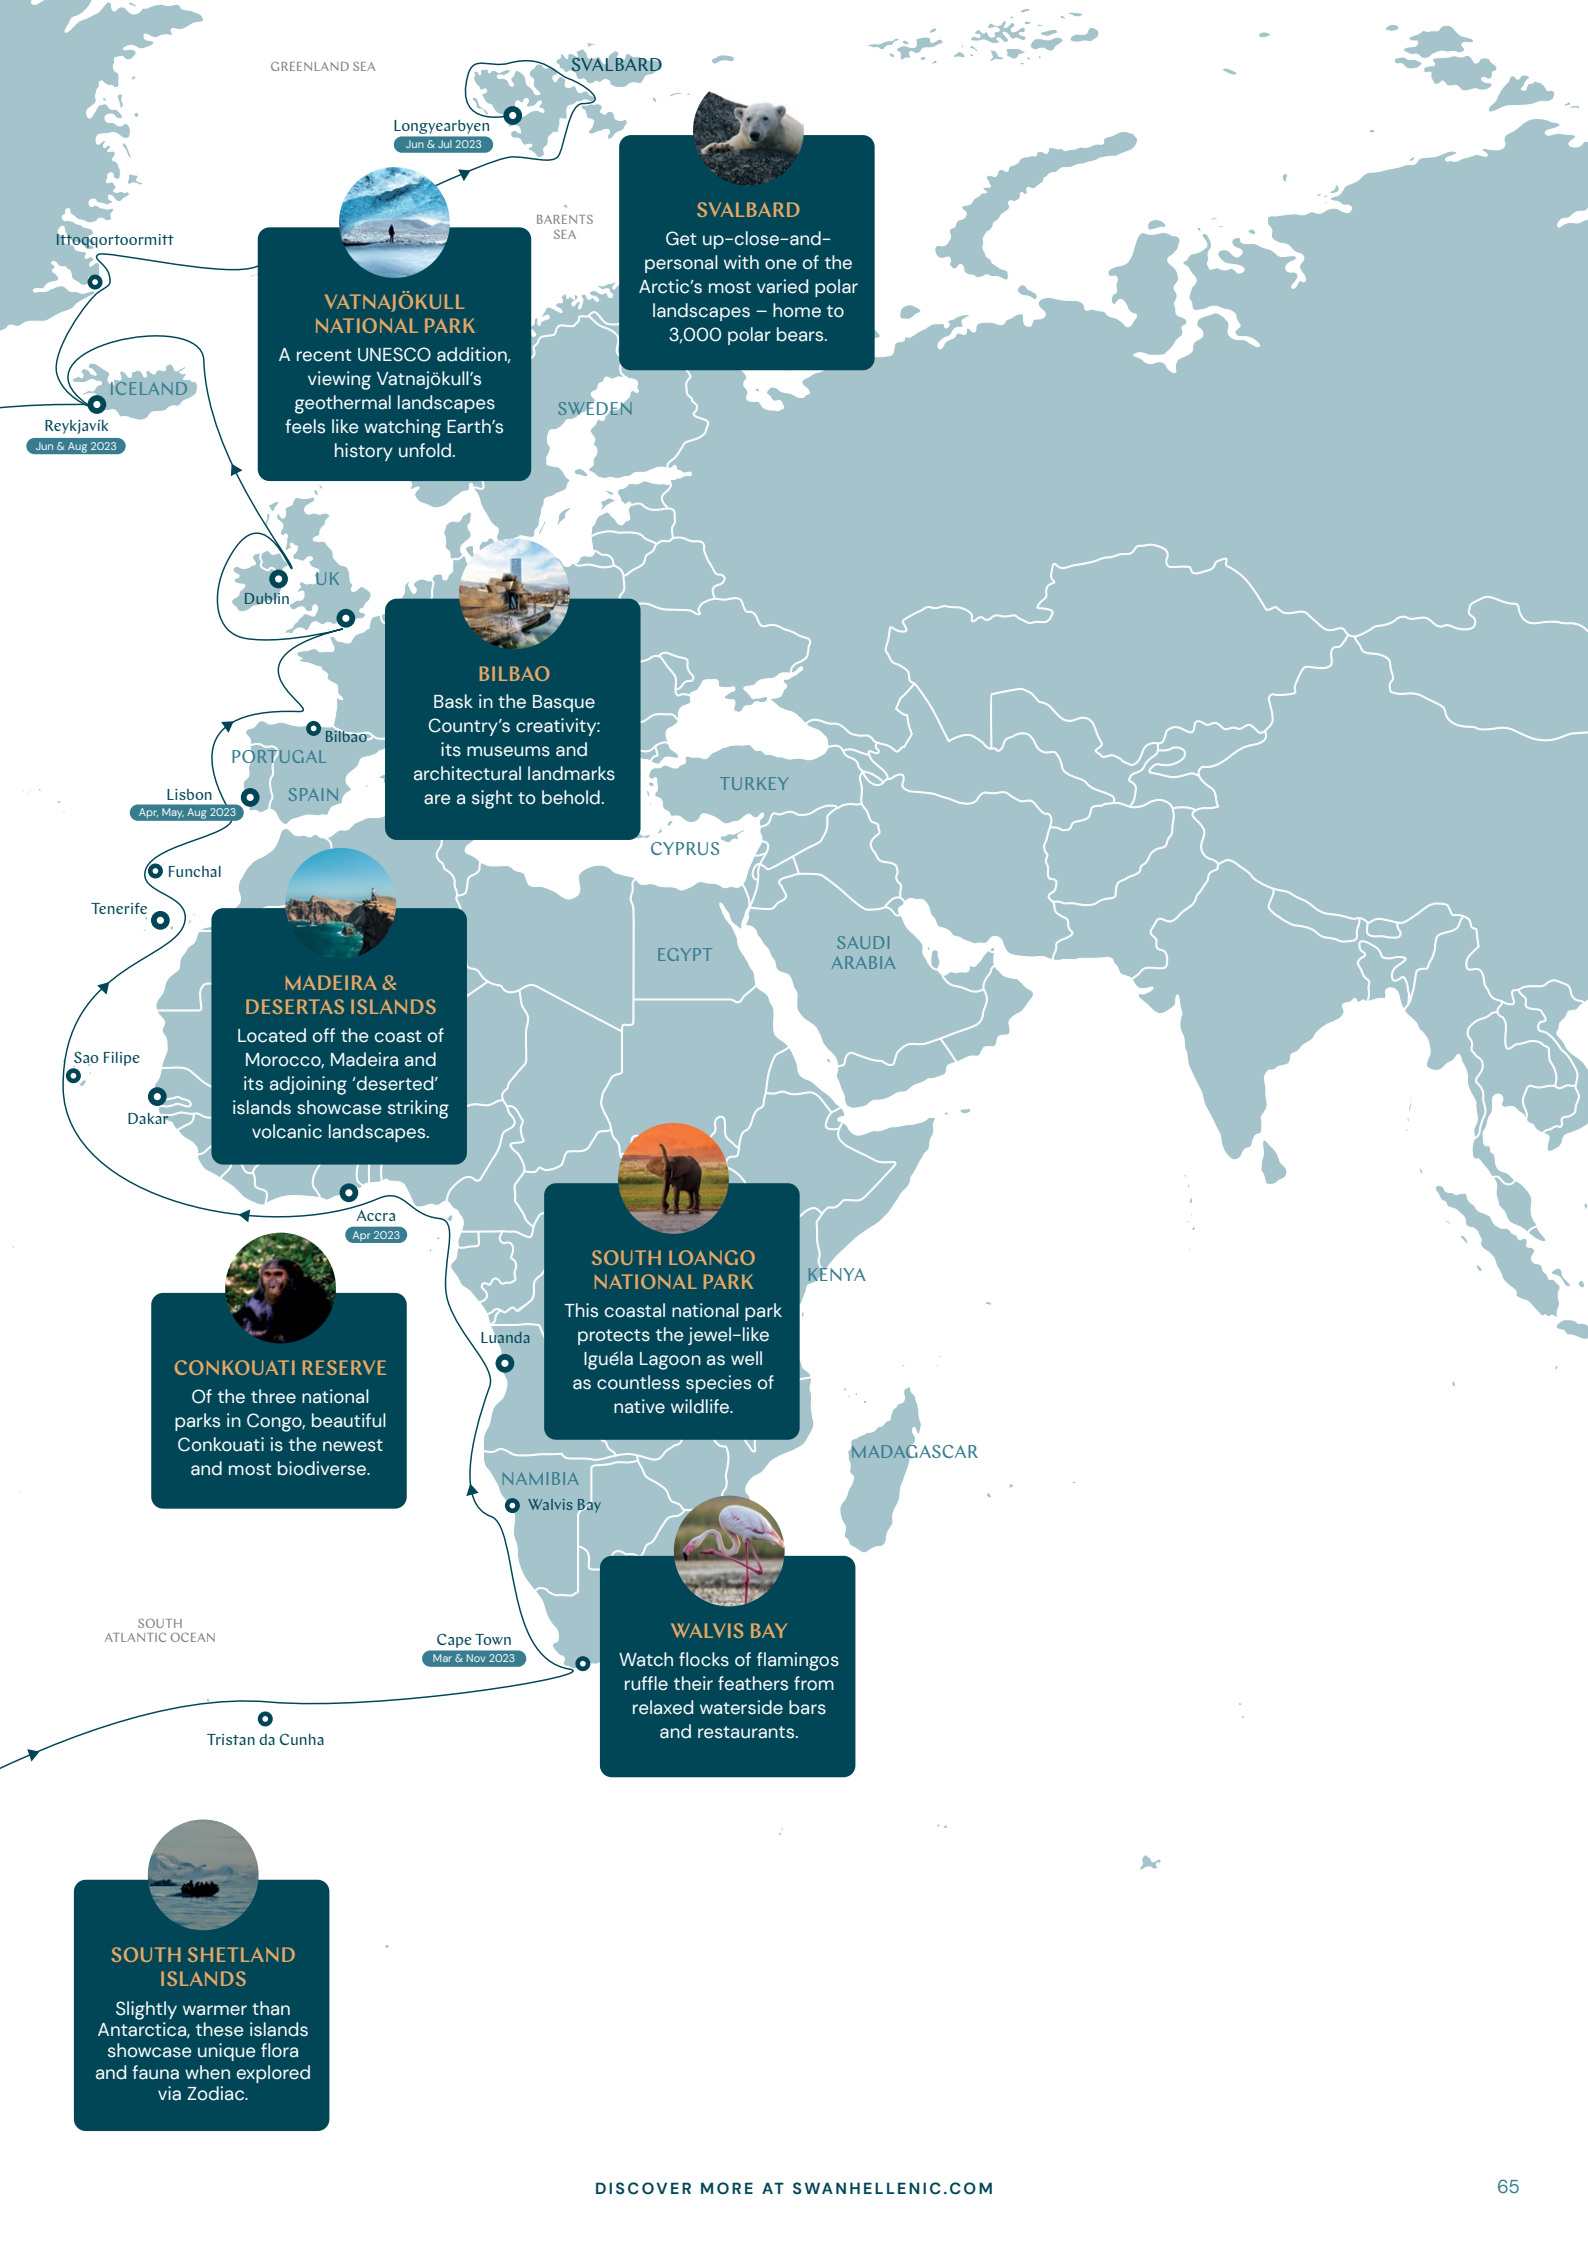 GREENLAND SEA
SVALBARD
Longyearbyen
Jun & Jul 2023
BARENTS
SEA
SVALBARD
Get up-close-and-
personal with one of the
Arctic's most varied polar
landscapes – home to
3,000 polar bears.
Ittoqqortoormitt
VATNAJÖKULL
NATIONAL PARK
A recent UNESCO addition,
viewing Vatnajökull's
geothermal landscapes
feels like watching Earth's
history unfold.
ICELAND
Reykjavík
Jun & Aug 2023
SWEDEN
UK
Dublin
BILBAO
Bask in the Basque
Country's creativity:
its museums and
architectural landmarks
are a sight to behold.
Bilbao
PORTUGAL
SPAIN
Lisbon
Apr, May, Aug 2023
TURKEY
CYPRUS
Funchal
Tenerife
EGYPT
SAUDI
ARABIA
MADEIRA &
DESERTAS ISLANDS
Located off the coast of
Morocco, Madeira and
its adjoining 'deserted'
islands showcase striking
volcanic landscapes.
Sao Filipe
Dakar
Accra
Apr 2023
SOUTH LOANGO
NATIONAL PARK
This coastal national park
protects the jewel-like
Iguéla Lagoon as well
as countless species of
native wildlife.
KENYA
CONKOUATI RESERVE
Of the three national
parks in Congo, beautiful
Conkouati is the newest
and most biodiverse.
Luanda
MADAGASCAR
NAMIBIA
Walvis Bay
SOUTH
ATLANTIC OCEAN
Cape Town
Mar & Nov 2023
WALVIS BAY
Watch flocks of flamingos
ruffle their feathers from
relaxed waterside bars
and restaurants.
Tristan da Cunha
SOUTH SHETLAND
ISLANDS
Slightly warmer than
Antarctica, these islands
showcase unique flora
and fauna when explored
via Zodiac.
DISCOVER MORE AT SWANHELLENIC.COM
65